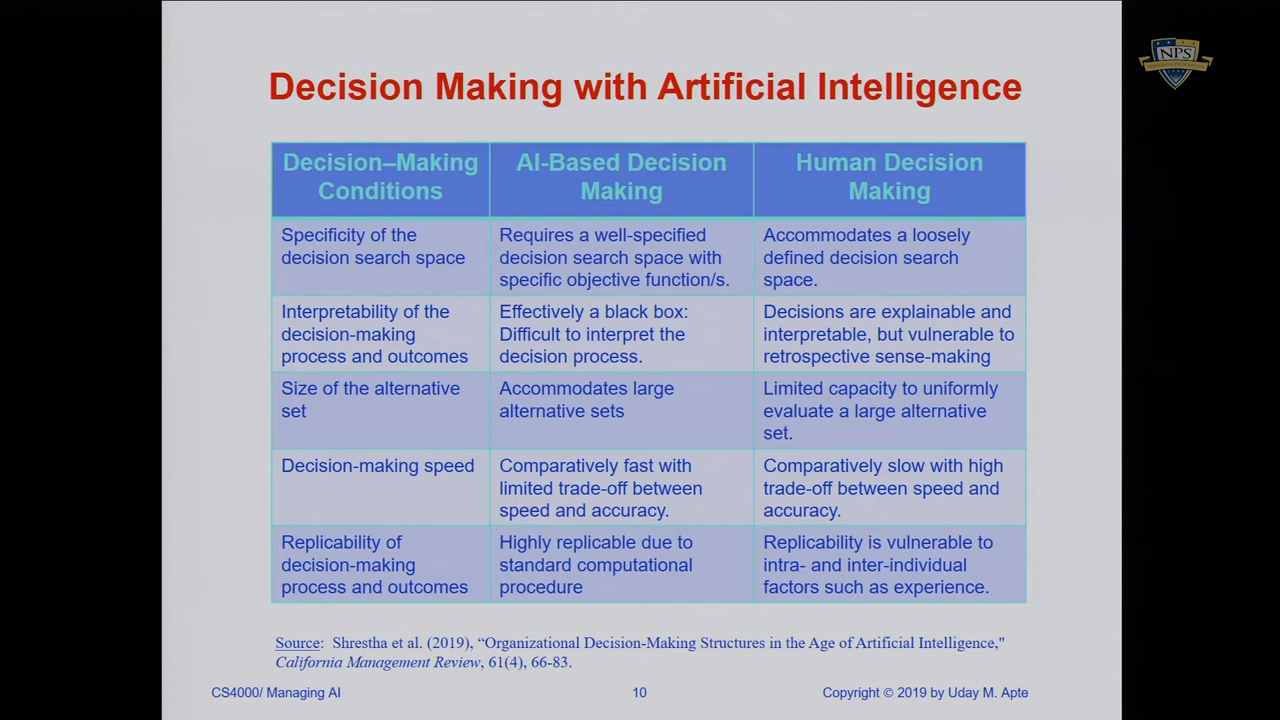 NPS
Decision Making with Artificial Intelligence
Decision–Making
Conditions
AI-Based Decision
Making
Human Decision
Making
Specificity of the
decision search space
Requires a well-specified
decision search space with
specific objective function/s.
Accommodates a loosely
defined decision search
space.
Interpretability of the
decision-making
process and outcomes
Effectively a black box:
Difficult to interpret the
decision process.
Decisions are explainable and
interpretable, but vulnerable to
retrospective sense-making
Size of the alternative
set
Accommodates large
alternative sets
Limited capacity to uniformly
evaluate a large alternative
set.
Decision-making speed
Comparatively fast with
limited trade-off between
speed and accuracy.
Comparatively slow with high
trade-off between speed and
accuracy.
Replicability of
decision-making
process and outcomes
Highly replicable due to
standard computational
procedure
Replicability is vulnerable to
intra- and inter-individual
factors such as experience.
Source: Shrestha et al. (2019), “Organizational Decision-Making Structures in the Age of Artificial Intelligence,"
California Management Review, 61(4), 66-83.
CS4000/ Managing AI
10
Copyright © 2019 by Uday M. Apte